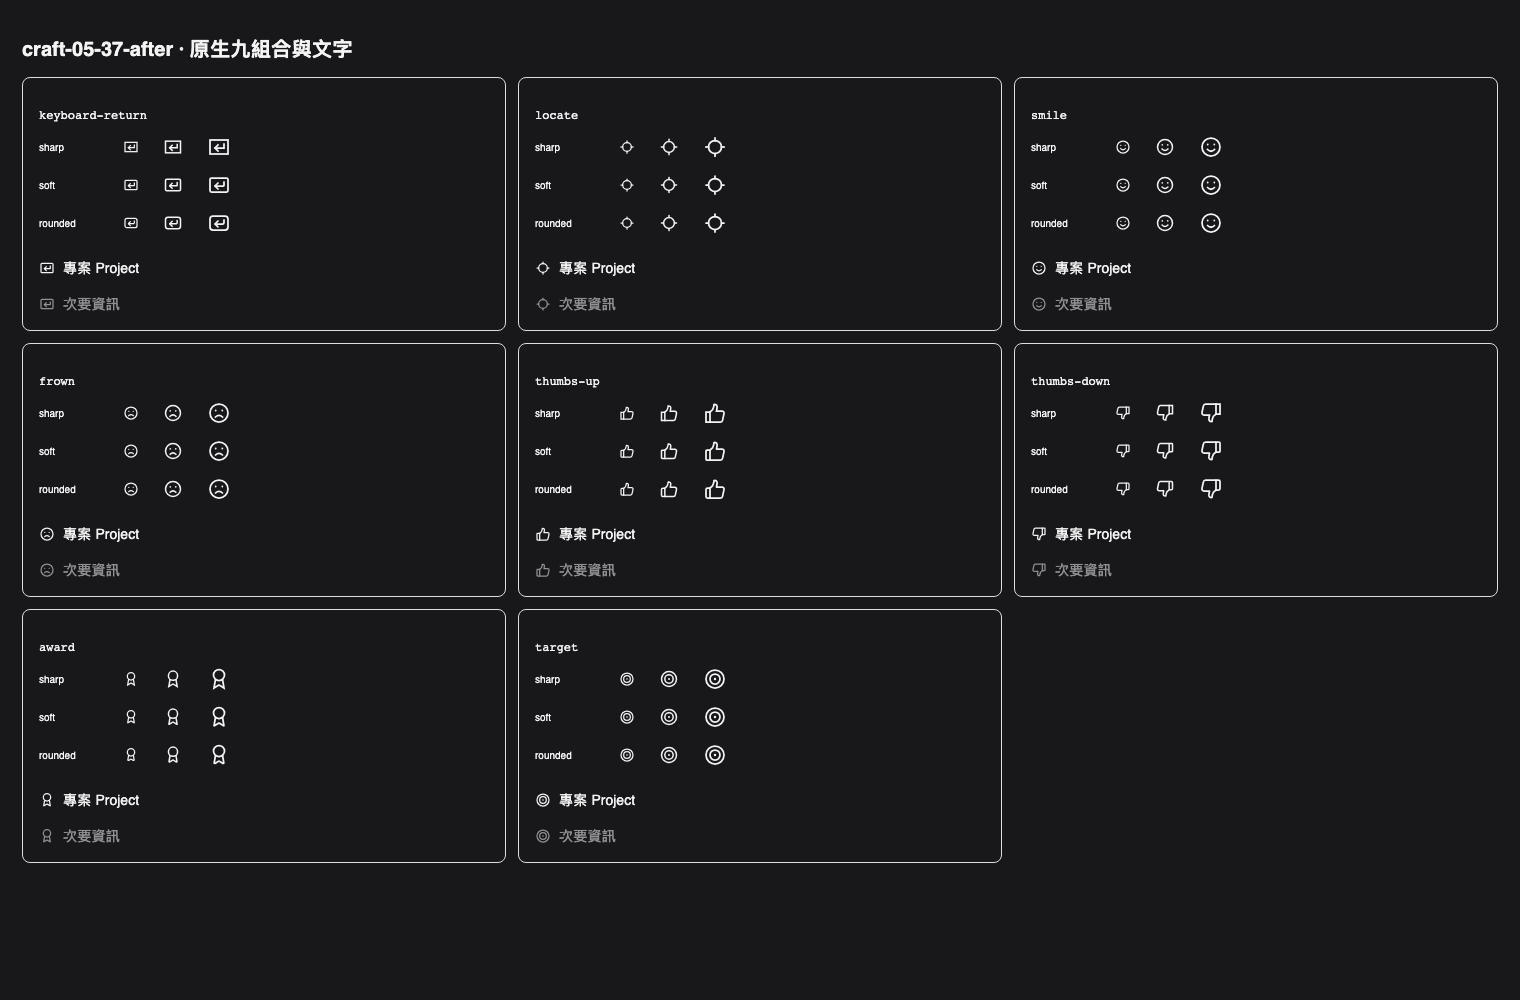 craft-05-37-after · 原生九組合與文字
keyboard-return
sharp
soft
rounded
專案 Project
次要資訊
locate
sharp
soft
rounded
專案 Project
次要資訊
smile
sharp
soft
rounded
專案 Project
次要資訊
frown
sharp
soft
rounded
專案 Project
次要資訊
thumbs-up
sharp
soft
rounded
專案 Project
次要資訊
thumbs-down
sharp
soft
rounded
專案 Project
次要資訊
award
sharp
soft
rounded
專案 Project
次要資訊
target
sharp
soft
rounded
專案 Project
次要資訊